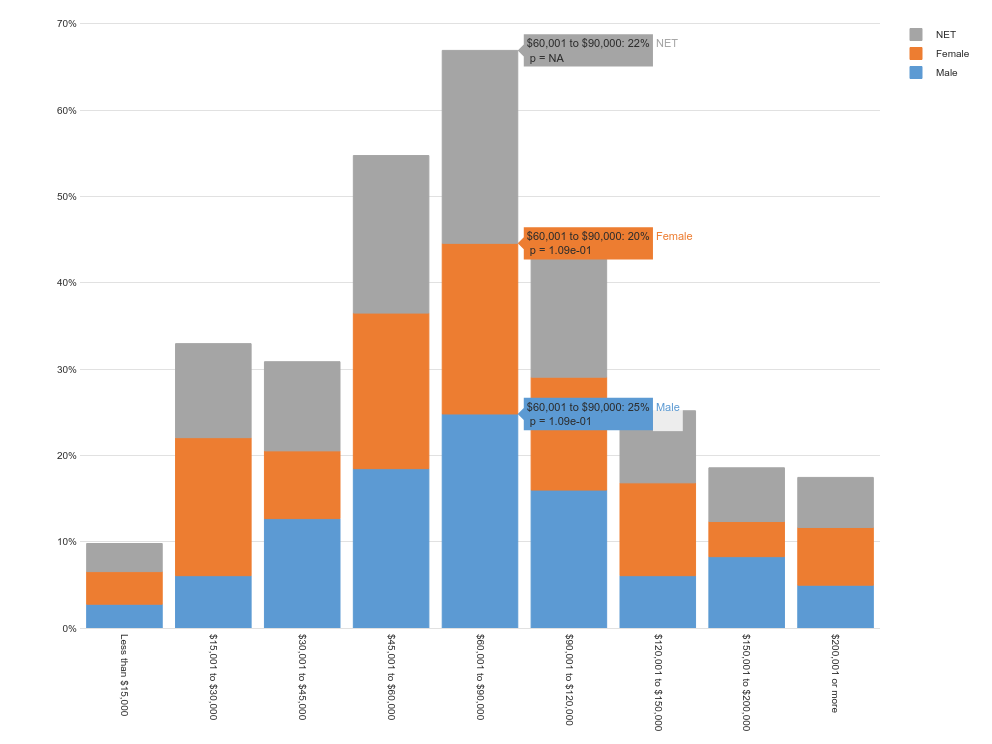 70%
60%
50%
40%
30%
20%
10%
0%
$60,001 to $90,000: 22% NET
p = NA
$60,001 to $90,000: 20% Female
p = 1.09e-01
$60,001 to $90,000: 25% Male
p = 1.09e-01
NET
Female
Male
Less than $15,000
$15,001 to $30,000
$30,001 to $45,000
$45,001 to $60,000
$60,001 to $90,000
$90,001 to $120,000
$120,001 to $150,000
$150,001 to $200,000
$200,001 or more